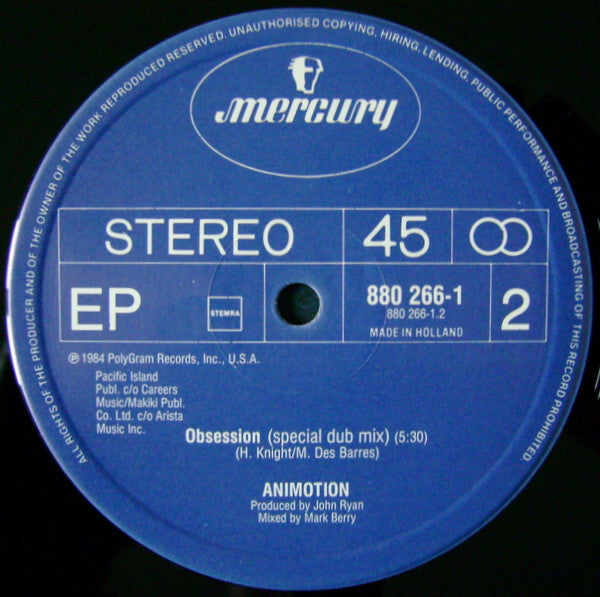 ALL RIGHTS OF THE PRODUCER AND OF THE OWNER OF THE WORK REPRODUCED RESERVED. UNAUTHORISED COPYING, HIRING, LENDING, PUBLIC PERFORMANCE AND BROADCASTING OF THIS RECORD PROHIBITED.
mercury
STEREO 45
EP STEMRA 880 266-1 2
880 266-1.2
MADE IN HOLLAND
℗ 1984 PolyGram Records, Inc., U.S.A.
Pacific Island
Publ. c/o Careers
Music/Makiki Publ.
Co. Ltd. c/o Arista
Music Inc.
Obsession (special dub mix) (5:30)
(H. Knight/M. Des Barres)
ANIMOTION
Produced by John Ryan
Mixed by Mark Berry